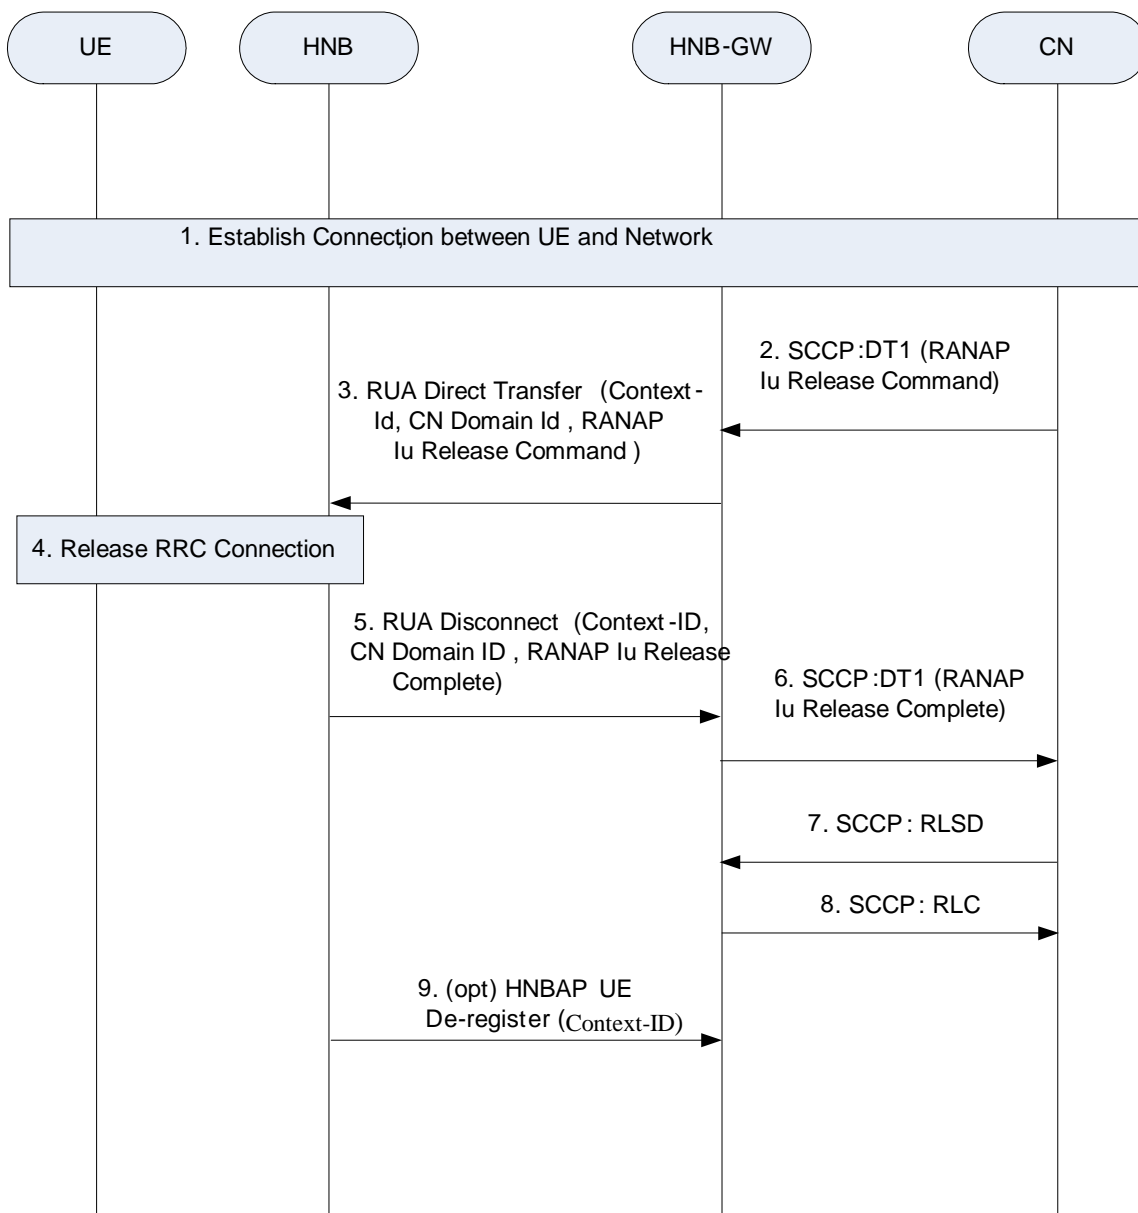 UE
HNB
HNB-GW
CN
1. Establish Connection between UE and Network
2. SCCP:DT1 (RANAP
Iu Release Command)
3. RUA Direct Transfer (Context-
Id, CN Domain Id , RANAP
Iu Release Command )
4. Release RRC Connection
5. RUA Disconnect (Context-ID,
CN Domain ID , RANAP Iu Release
Complete)
6. SCCP:DT1 (RANAP
Iu Release Complete)
7. SCCP: RLSD
8. SCCP: RLC
9. (opt) HNBAP UE
De-register (Context-ID)